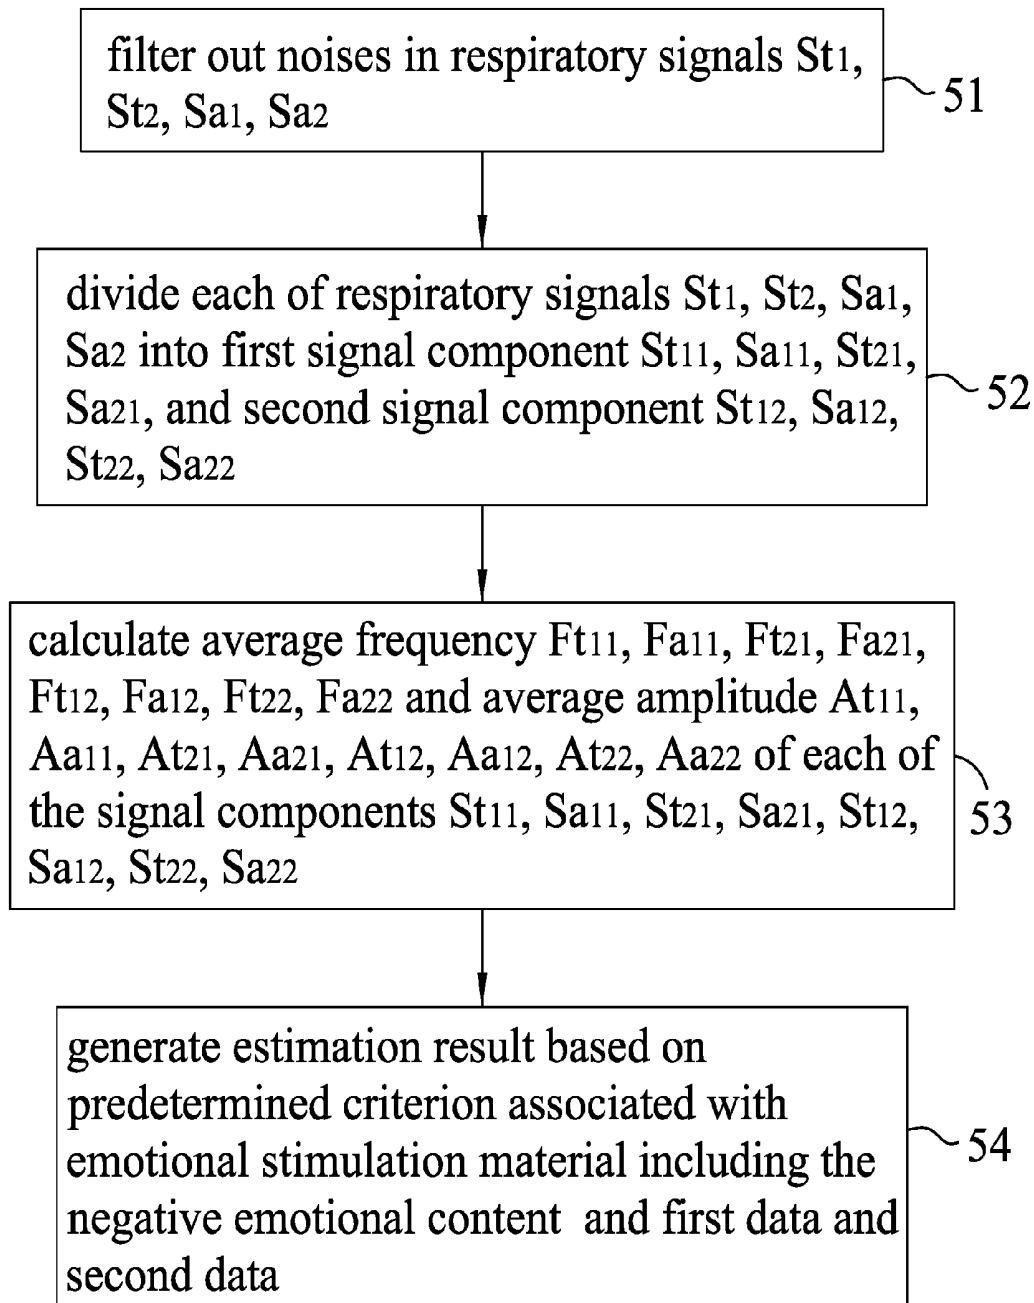 filter out noises in respiratory signals St1,
St2, Sa1, Sa2
51
divide each of respiratory signals St1, St2, Sa1,
Sa2 into first signal component St11, Sa11, St21,
Sa21, and second signal component St12, Sa12,
St22, Sa22
52
calculate average frequency Ft11, Fa11, Ft21, Fa21,
Ft12, Fa12, Ft22, Fa22 and average amplitude At11,
Aa11, At21, Aa21, At12, Aa12, At22, Aa22 of each of
the signal components St11, Sa11, St21, Sa21, St12,
Sa12, St22, Sa22
53
generate estimation result based on
predetermined criterion associated with
emotional stimulation material including the
negative emotional content and first data and
second data
54